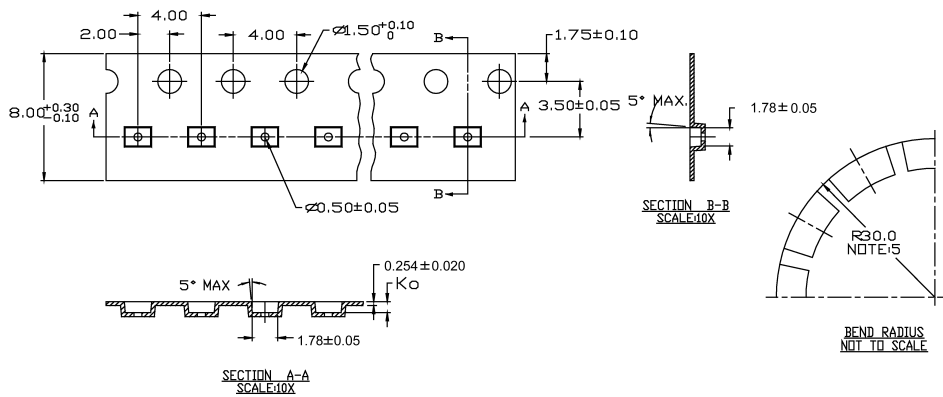 4.00
2.00
4.00
⌀1.50 +0.10 0
B
1.75±0.10
8.00 +0.30 -0.10
A
A
3.50±0.05
5° MAX.
1.78±0.05
B
⌀0.50±0.05
SECTION B-B
SCALE:10X
R30.0
NOTE:5
0.254±0.020
5° MAX
Ko
1.78±0.05
BEND RADIUS
NOT TO SCALE
SECTION A-A
SCALE:10X